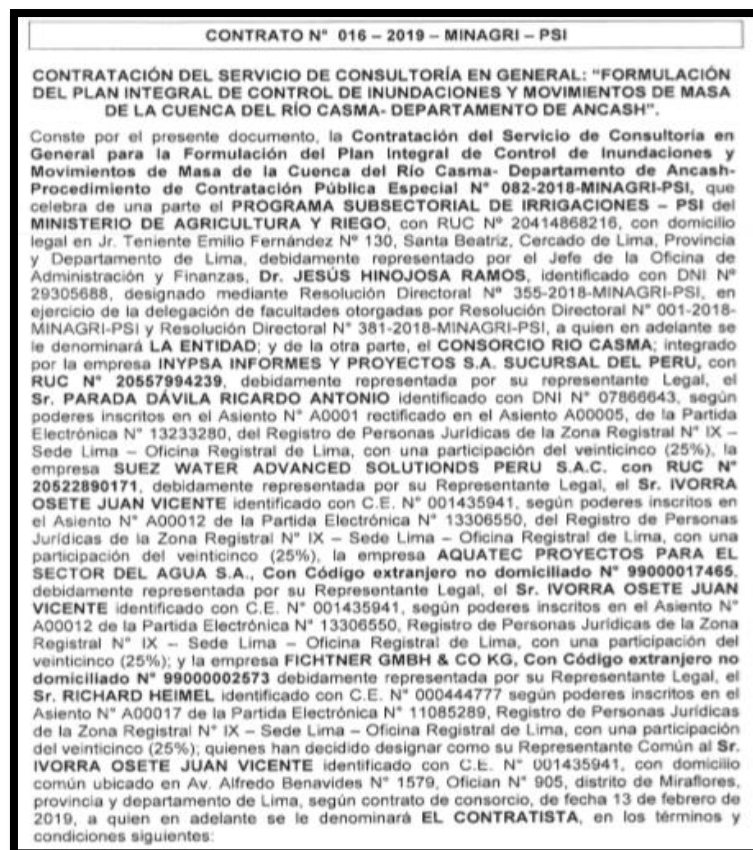 CONTRATO N° 016 – 2019 – MINAGRI – PSI
CONTRATACIÓN DEL SERVICIO DE CONSULTORÍA EN GENERAL: "FORMULACIÓN
DEL PLAN INTEGRAL DE CONTROL DE INUNDACIONES Y MOVIMIENTOS DE MASA
DE LA CUENCA DEL RÍO CASMA- DEPARTAMENTO DE ANCASH".
Conste por el presente documento, la Contratación del Servicio de Consultoría en
General para la Formulación del Plan Integral de Control de Inundaciones y
Movimientos de Masa de la Cuenca del Río Casma- Departamento de Ancash-
Procedimiento de Contratación Pública Especial N° 082-2018-MINAGRI-PSI, que
celebra de una parte el PROGRAMA SUBSECTORIAL DE IRRIGACIONES – PSI del
MINISTERIO DE AGRICULTURA Y RIEGO, con RUC Nº 20414868216, con domicilio
legal en Jr. Teniente Emilio Fernández Nº 130, Santa Beatriz, Cercado de Lima, Provincia
y Departamento de Lima, debidamente representado por el Jefe de la Oficina de
Administración y Finanzas, Dr. JESÚS HINOJOSA RAMOS, identificado con DNI Nº
29305688, designado mediante Resolución Directoral Nº 355-2018-MINAGRI-PSI, en
ejercicio de la delegación de facultades otorgadas por Resolución Directoral N° 001-2018-
MINAGRI-PSI y Resolución Directoral N° 381-2018-MINAGRI-PSI, a quien en adelante se
le denominará LA ENTIDAD; y de la otra parte, el CONSORCIO RIO CASMA; integrado
por la empresa INYPSA INFORMES Y PROYECTOS S.A. SUCURSAL DEL PERU, con
RUC N° 20557994239, debidamente representada por su representante Legal, el
Sr. PARADA DÁVILA RICARDO ANTONIO identificado con DNI N° 07866643, según
poderes inscritos en el Asiento N° A0001 rectificado en el Asiento A00005, de la Partida
Electrónica N° 13233280, del Registro de Personas Jurídicas de la Zona Registral N° IX –
Sede Lima – Oficina Registral de Lima, con una participación del veinticinco (25%), la
empresa SUEZ WATER ADVANCED SOLUTIONDS PERU S.A.C. con RUC N°
20522890171, debidamente representada por su Representante Legal, el Sr. IVORRA
OSETE JUAN VICENTE identificado con C.E. N° 001435941, según poderes inscritos en
el Asiento N° A00012 de la Partida Electrónica N° 13306550, del Registro de Personas
Jurídicas de la Zona Registral N° IX – Sede Lima – Oficina Registral de Lima, con una
participación del veinticinco (25%), la empresa AQUATEC PROYECTOS PARA EL
SECTOR DEL AGUA S.A., Con Código extranjero no domiciliado N° 99000017465,
debidamente representada por su Representante Legal, el Sr. IVORRA OSETE JUAN
VICENTE identificado con C.E. N° 001435941, según poderes inscritos en el Asiento N°
A00012 de la Partida Electrónica N° 13306550, Registro de Personas Jurídicas de la Zona
Registral N° IX – Sede Lima – Oficina Registral de Lima, con una participación del
veinticinco (25%); y la empresa FICHTNER GMBH & CO KG, Con Código extranjero no
domiciliado N° 99000002573 debidamente representada por su Representante Legal, el
Sr. RICHARD HEIMEL identificado con C.E. N° 000444777 según poderes inscritos en el
Asiento N° A00017 de la Partida Electrónica N° 11085289, Registro de Personas Jurídicas
de la Zona Registral N° IX – Sede Lima – Oficina Registral de Lima, con una participación
del veinticinco (25%); quienes han decidido designar como su Representante Común al Sr.
IVORRA OSETE JUAN VICENTE identificado con C.E. N° 001435941, con domicilio
común ubicado en Av. Alfredo Benavides N° 1579, Ofician N° 905, distrito de Miraflores,
provincia y departamento de Lima, según contrato de consorcio, de fecha 13 de febrero de
2019, a quien en adelante se le denominará EL CONTRATISTA, en los términos y
condiciones siguientes: